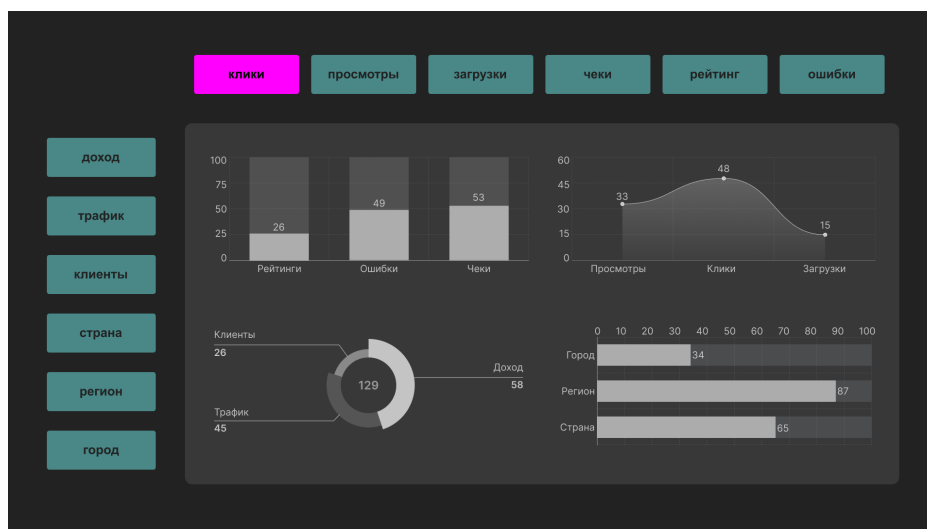 клики просмотры загрузки чеки рейтинг ошибки
доход
трафик
клиенты
страна
регион
город
100
75
50
25
0
26
49
53
Рейтинги Ошибки Чеки
60
45
30
15
0
33
48
15
Просмотры Клики Загрузки
Клиенты
26
Трафик
45
129
Доход
58
0 10 20 30 40 50 60 70 80 90 100
Город 34
Регион 87
Страна 65